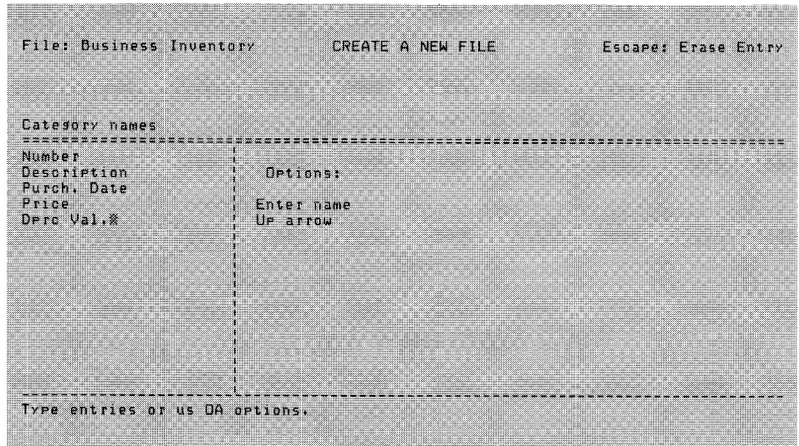 File: Business Inventory CREATE A NEW FILE Escape: Erase Entry
Category names
Number
Description
Purch. Date
Price
Dprc Val.
Options:
Enter name
Up arrow
Type entries or us OA options.